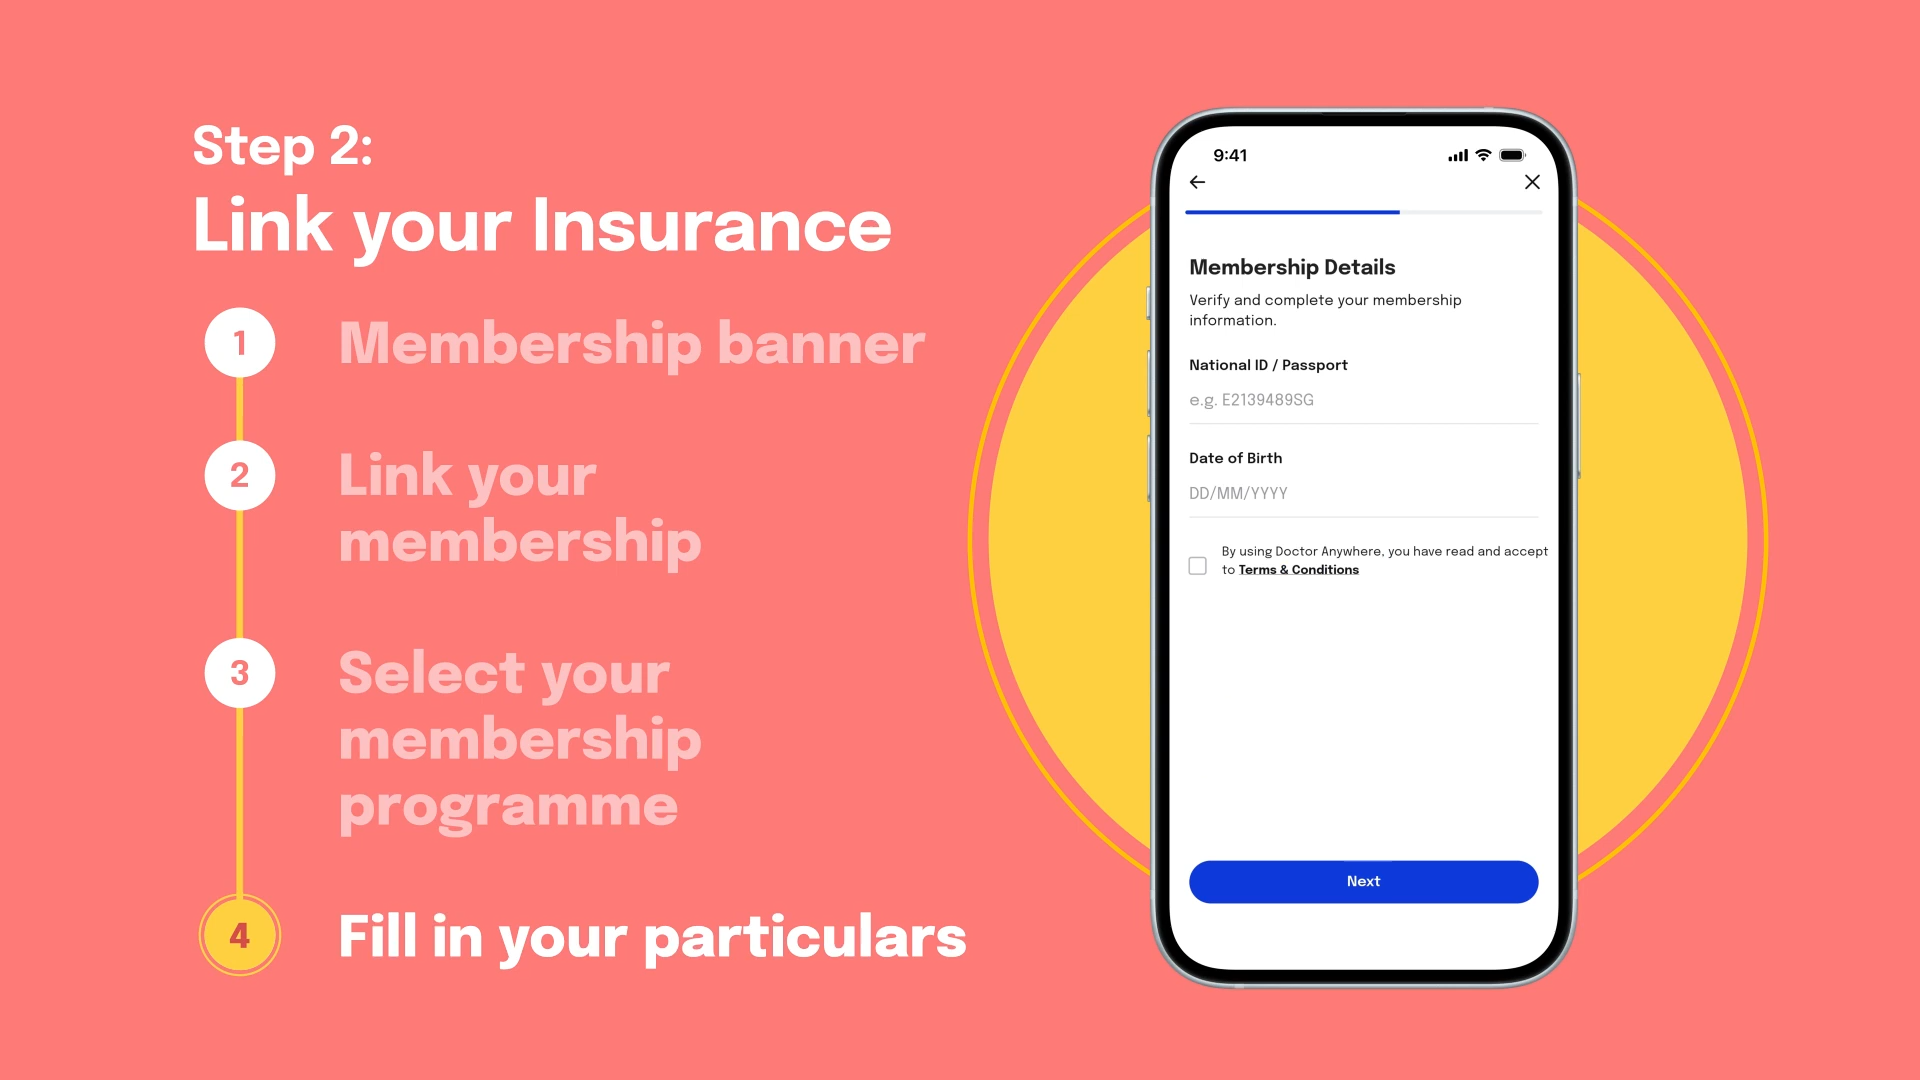 Step 2:
Link your Insurance
1
Membership banner
2
Link your
membership
3
Select your
membership
programme
4
Fill in your particulars
9:41
Membership Details
Verify and complete your membership
information.
National ID / Passport
e.g. E2139489SG
Date of Birth
DD/MM/YYYY
By using Doctor Anywhere, you have read and accept
to Terms & Conditions
Next